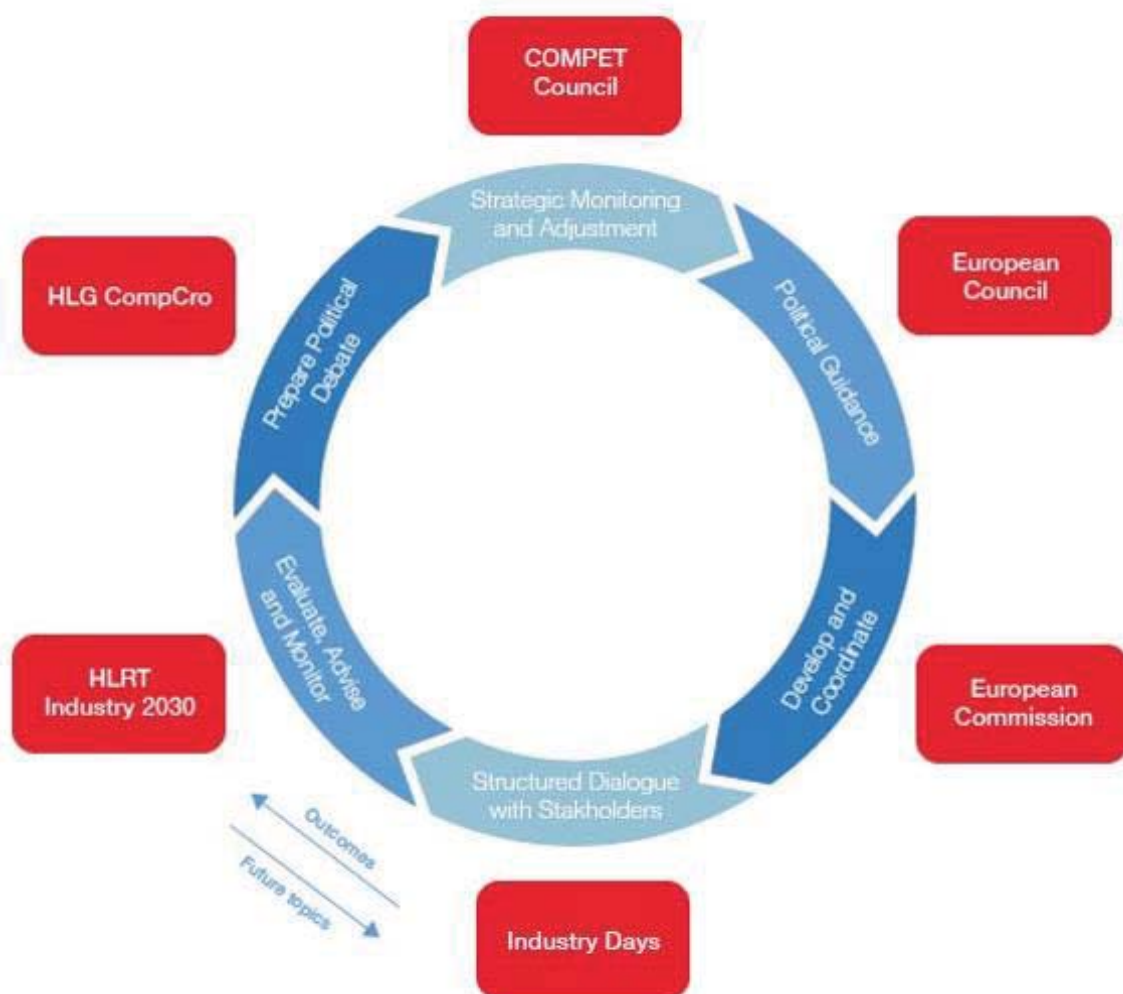 COMPET
Council
Strategic Monitoring
and Adjustment
European
Council
Political Guidance
European
Commission
Develop and
Coordinate
Industry Days
Structured Dialogue
with Stakholders
HLRT
Industry 2030
Evaluate, Advise
and Monitor
Outcomes
Future topics
HLG CompCro
Prepare Political
Debate